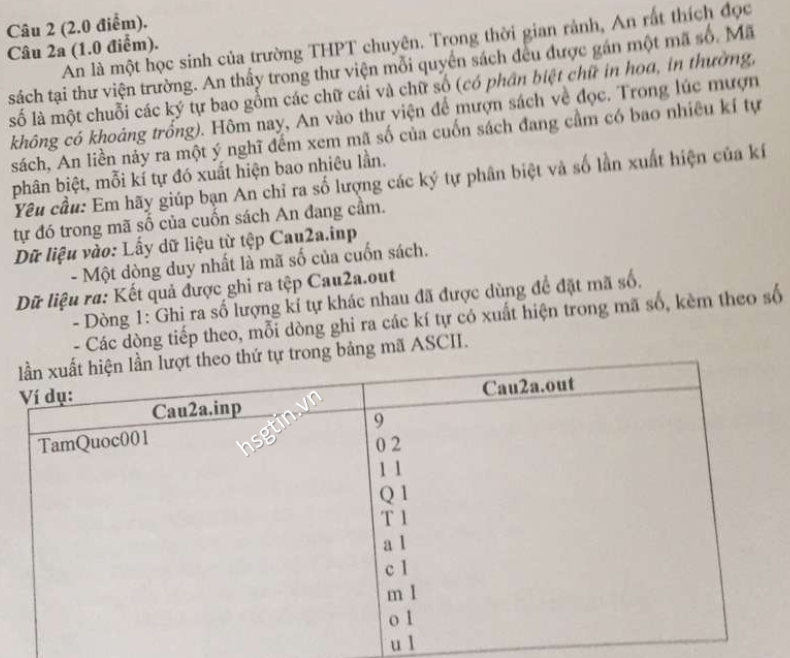 Câu 2 (2.0 điểm).
Câu 2a (1.0 điểm).
An là một học sinh của trường THPT chuyên. Trong thời gian rảnh, An rất thích đọc
sách tại thư viện trường. An thấy trong thư viện mỗi quyển sách đều được gán một mã số. Mã
số là một chuỗi các ký tự bao gồm các chữ cái và chữ số (có phân biệt chữ in hoa, in thường,
không có khoảng trống). Hôm nay, An vào thư viện để mượn sách về đọc. Trong lúc mượn
sách, An liền nảy ra một ý nghĩ đếm xem mã số của cuốn sách đang cầm có bao nhiêu kí tự
phân biệt, mỗi kí tự đó xuất hiện bao nhiêu lần.
Yêu cầu: Em hãy giúp bạn An chỉ ra số lượng các ký tự phân biệt và số lần xuất hiện của kí
tự đó trong mã số của cuốn sách An đang cầm.
Dữ liệu vào: Lấy dữ liệu từ tệp Cau2a.inp
- Một dòng duy nhất là mã số của cuốn sách.
Dữ liệu ra: Kết quả được ghi ra tệp Cau2a.out
- Dòng 1: Ghi ra số lượng kí tự khác nhau đã được dùng để đặt mã số.
- Các dòng tiếp theo, mỗi dòng ghi ra các kí tự có xuất hiện trong mã số, kèm theo số
lần xuất hiện lần lượt theo thứ tự trong bảng mã ASCII.
Ví dụ:
Cau2a.inp
Cau2a.out
TamQuoc001
9
0 2
1 1
Q 1
T 1
a 1
c 1
m 1
o 1
u 1
hsgtin.vn